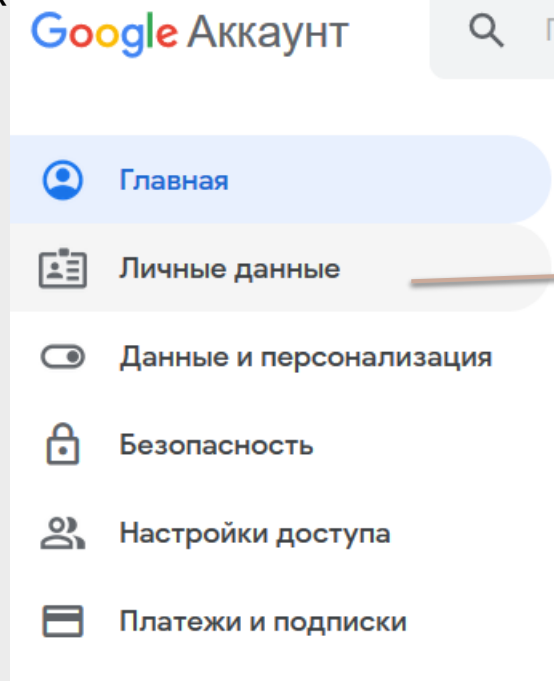 Google Аккаунт
Главная
Личные данные
Данные и персонализация
Безопасность
Настройки доступа
Платежи и подписки